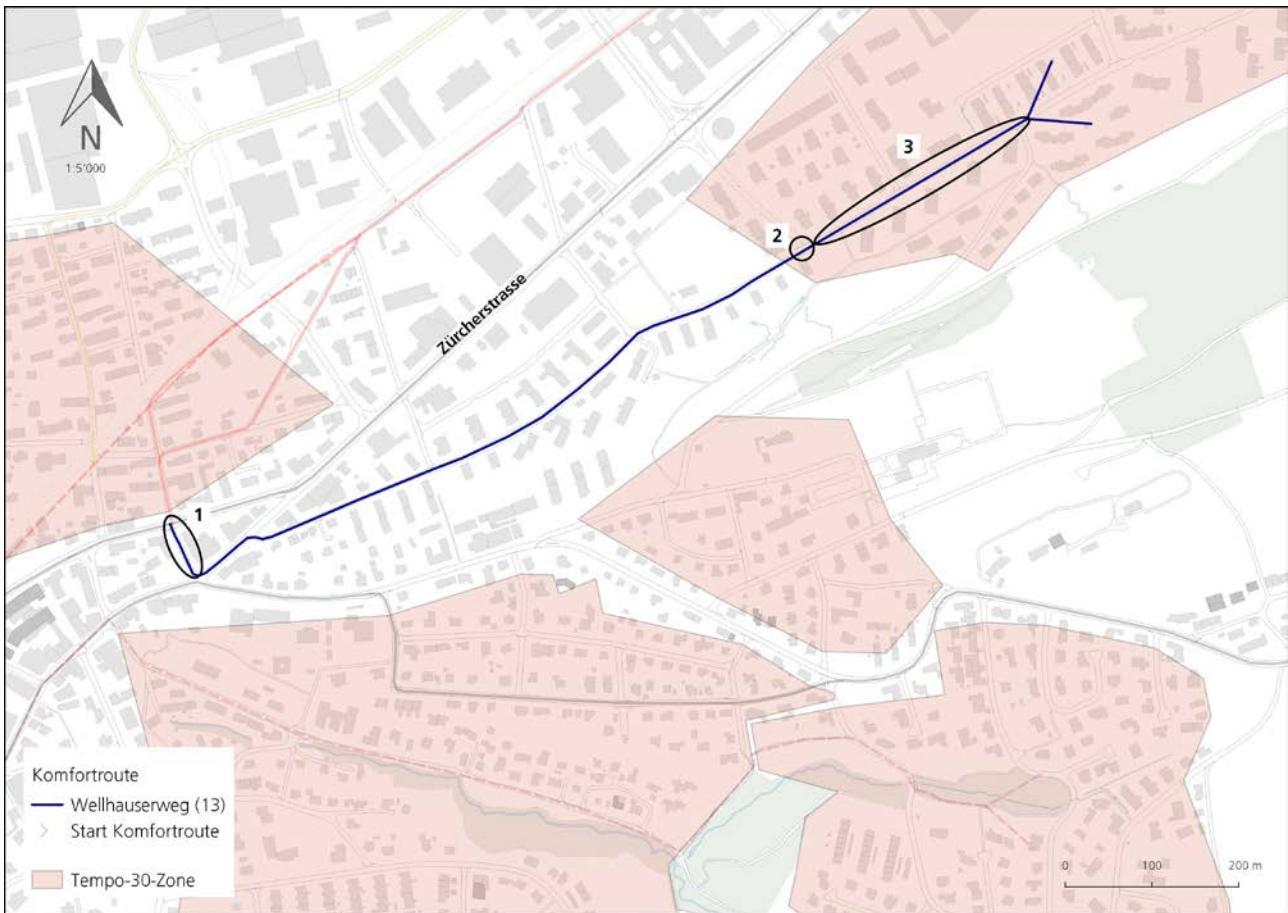 N
1:5'000
3
2
Zürcherstrasse
1
Komfortroute
Wellhauserweg (13)
Start Komfortroute
Tempo-30-Zone
0 100 200 m